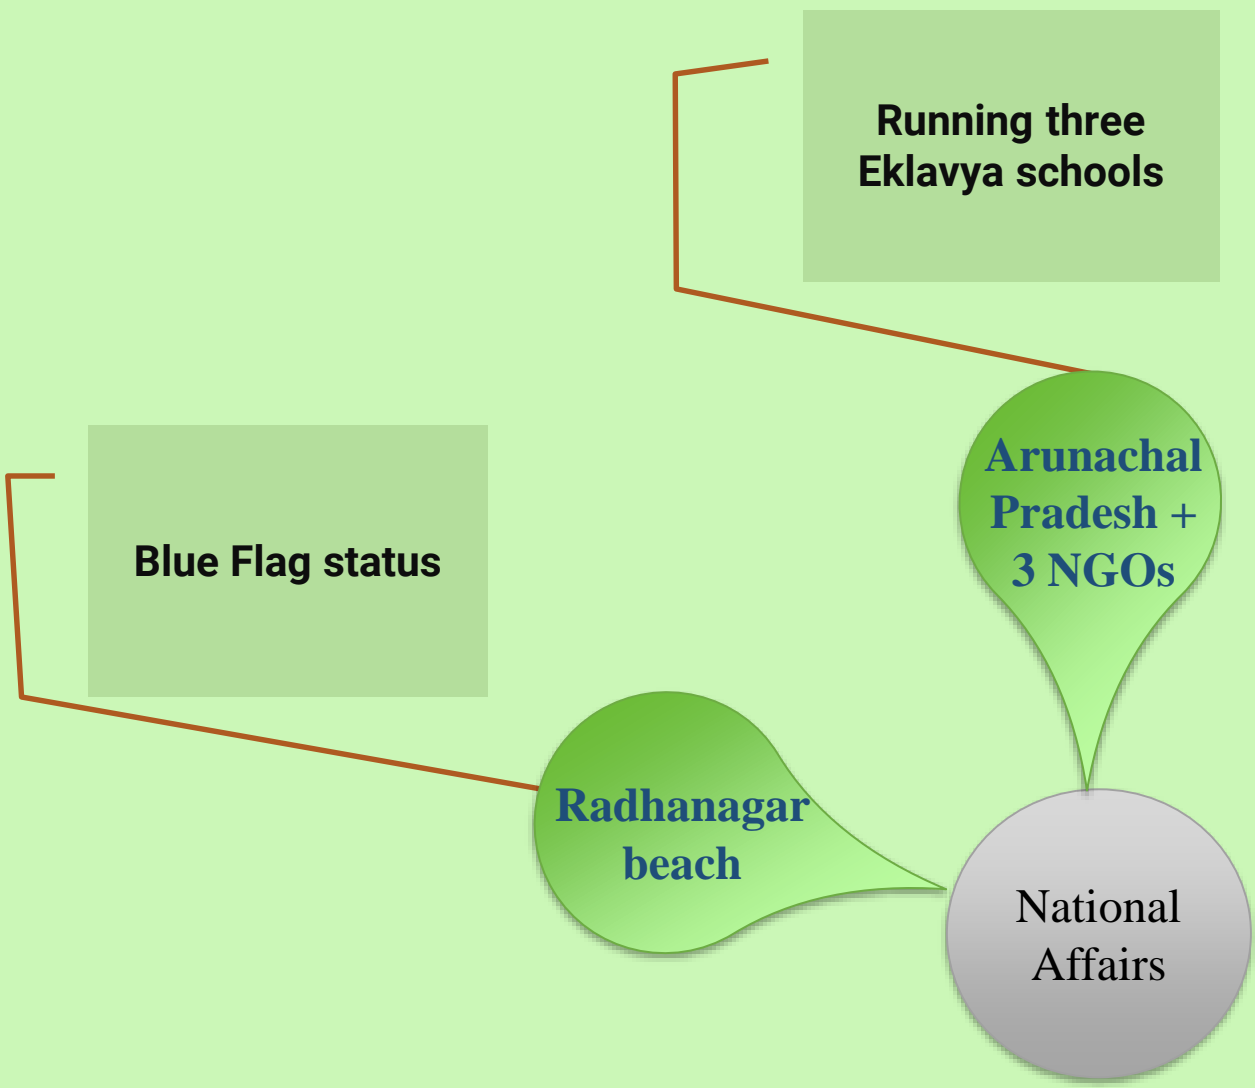 Running three
Eklavya schools
Arunachal
Pradesh +
3 NGOs
Blue Flag status
Radhanagar
beach
National
Affairs